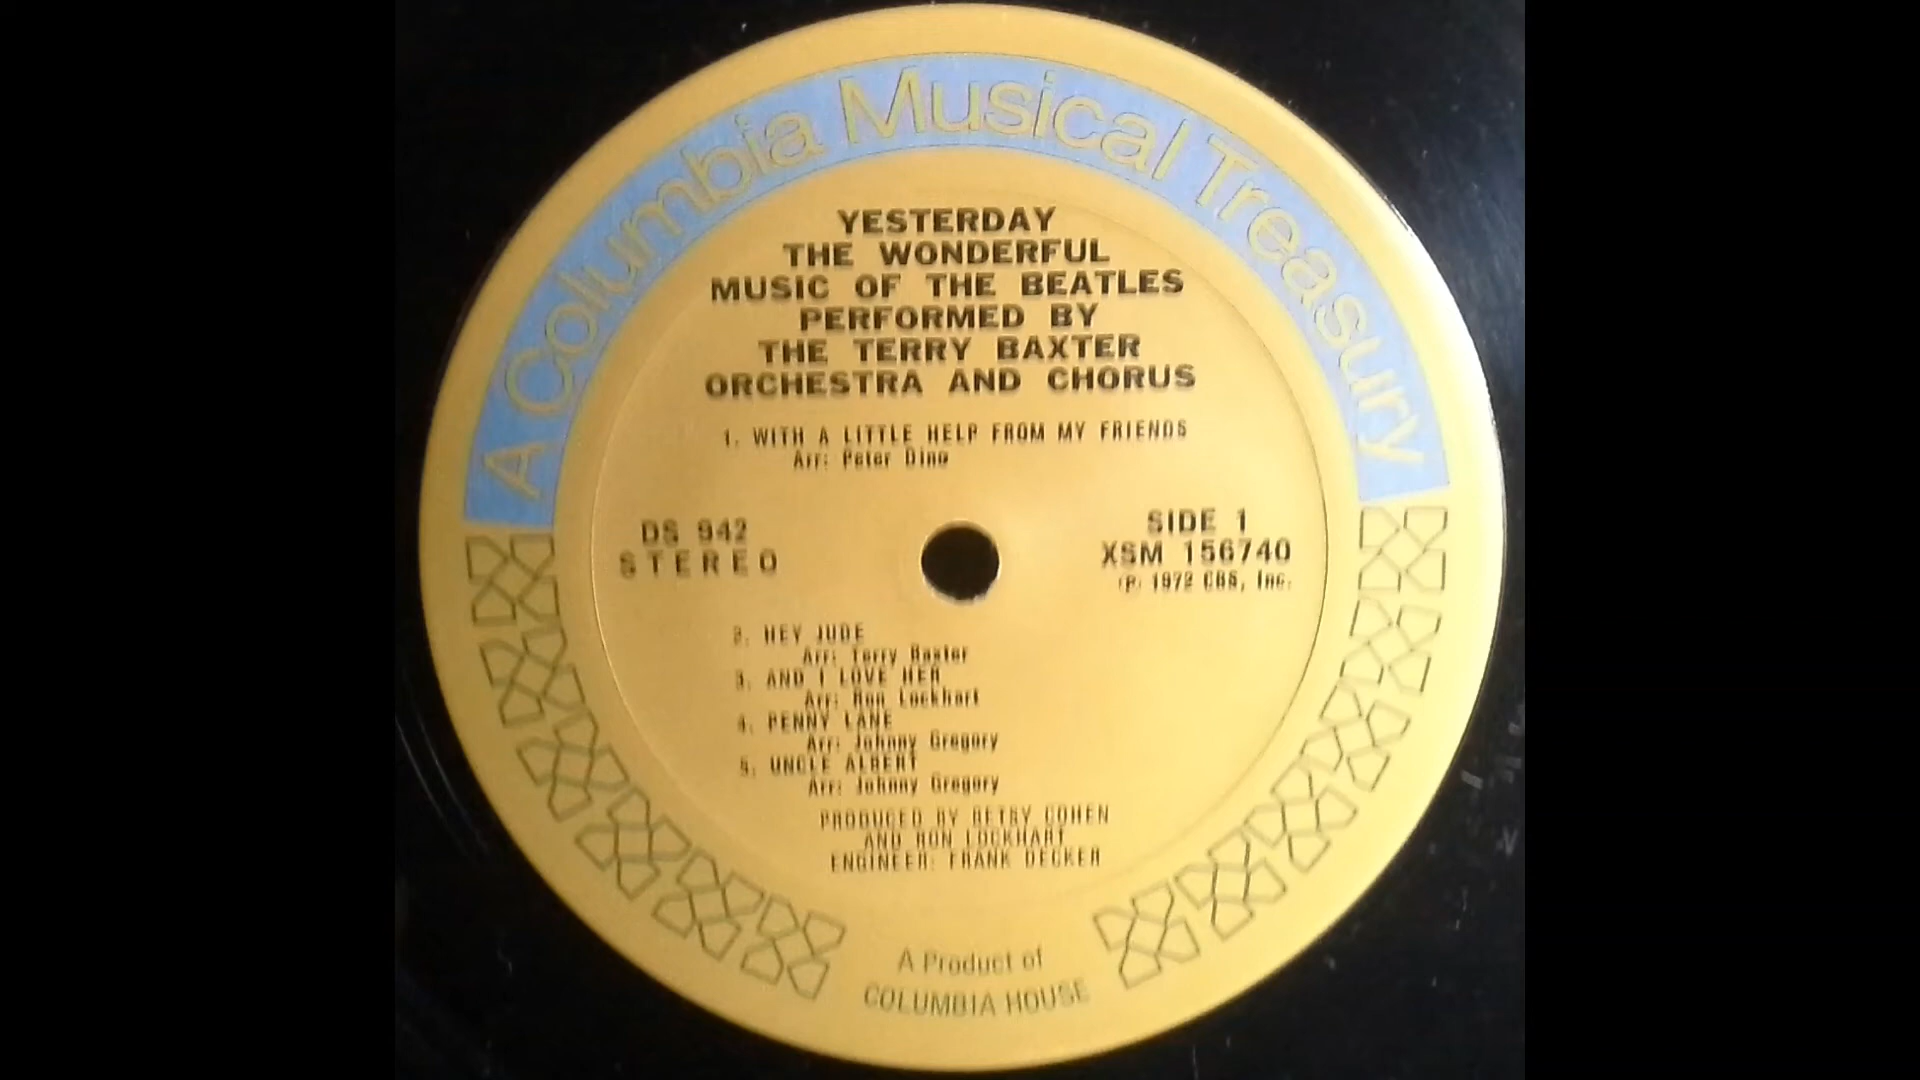 A Columbia Musical Treasury
YESTERDAY
THE WONDERFUL
MUSIC OF THE BEATLES
PERFORMED BY
THE TERRY BAXTER
ORCHESTRA AND CHORUS
1. WITH A LITTLE HELP FROM MY FRIENDS
Arr: Peter Dino
DS 942
STEREO
SIDE 1
XSM 156740
℗ 1972 CBS, Inc.
2. HEY JUDE
Arr: Terry Baxter
3. AND I LOVE HER
Arr: Ron Lockhart
4. PENNY LANE
Arr: Johnny Gregory
5. UNCLE ALBERT
Arr: Johnny Gregory
PRODUCED BY BETSY COHEN
AND RON LOCKHART
ENGINEER: FRANK DECKER
A Product of
COLUMBIA HOUSE